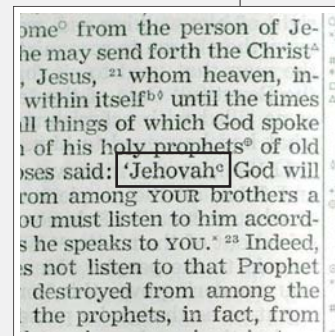 ome° from the person of Je-
he may send forth the Christ△
, Jesus, ²¹ whom heaven, in-
within itselfᵇ◊ until the times
ll things of which God spoke
of his holy prophets⊕ of old
ses said: ‘Jehovahᶜ God will
rom among YOUR brothers a
ou must listen to him accord-
s he speaks to YOU.* ²³ Indeed,
s not listen to that Prophet
destroyed from among the
the prophets, in fact, from